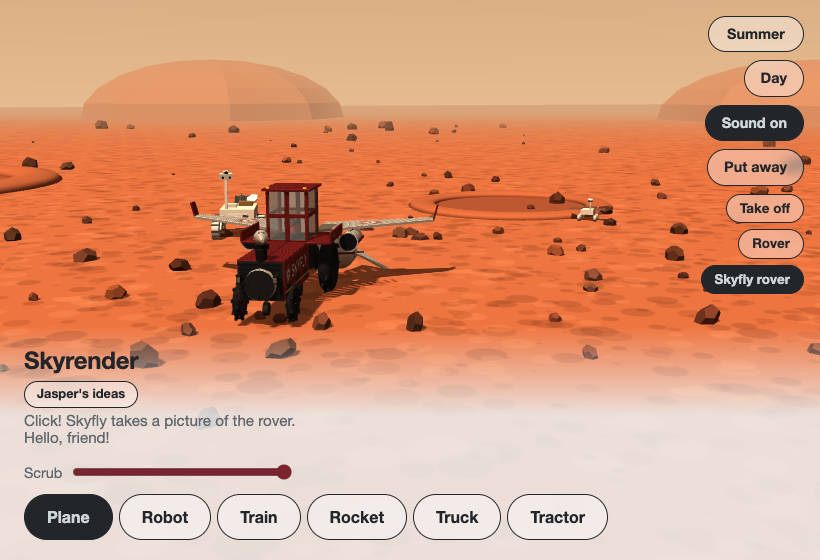 Summer
Day
Sound on
Put away
Take off
Rover
Skyfly rover
SKYFLY
Skyrender
Jasper's ideas
Click! Skyfly takes a picture of the rover.
Hello, friend!
Scrub
Plane
Robot
Train
Rocket
Truck
Tractor